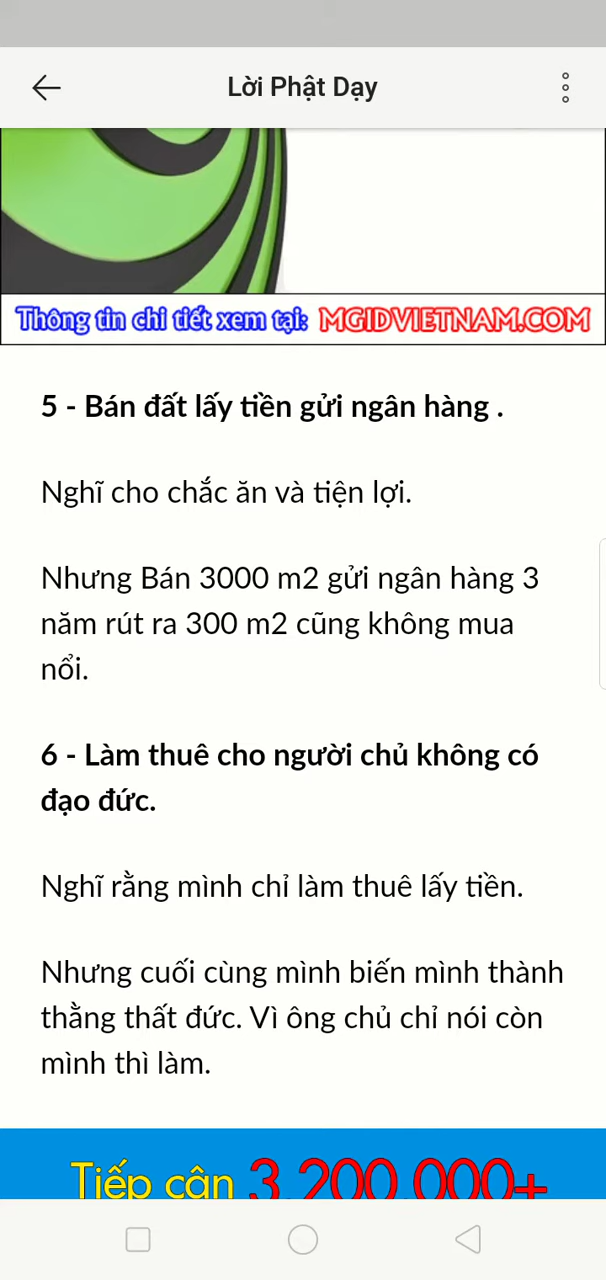 Lời Phật Dạy
Thông tin chi tiết xem tại: MGIDVIETNAM.COM
5 - Bán đất lấy tiền gửi ngân hàng .
Nghĩ cho chắc ăn và tiện lợi.
Nhưng Bán 3000 m2 gửi ngân hàng 3
năm rút ra 300 m2 cũng không mua
nổi.
6 - Làm thuê cho người chủ không có
đạo đức.
Nghĩ rằng mình chỉ làm thuê lấy tiền.
Nhưng cuối cùng mình biến mình thành
thằng thất đức. Vì ông chủ chỉ nói còn
mình thì làm.
Tiếp cận 3.200.000+